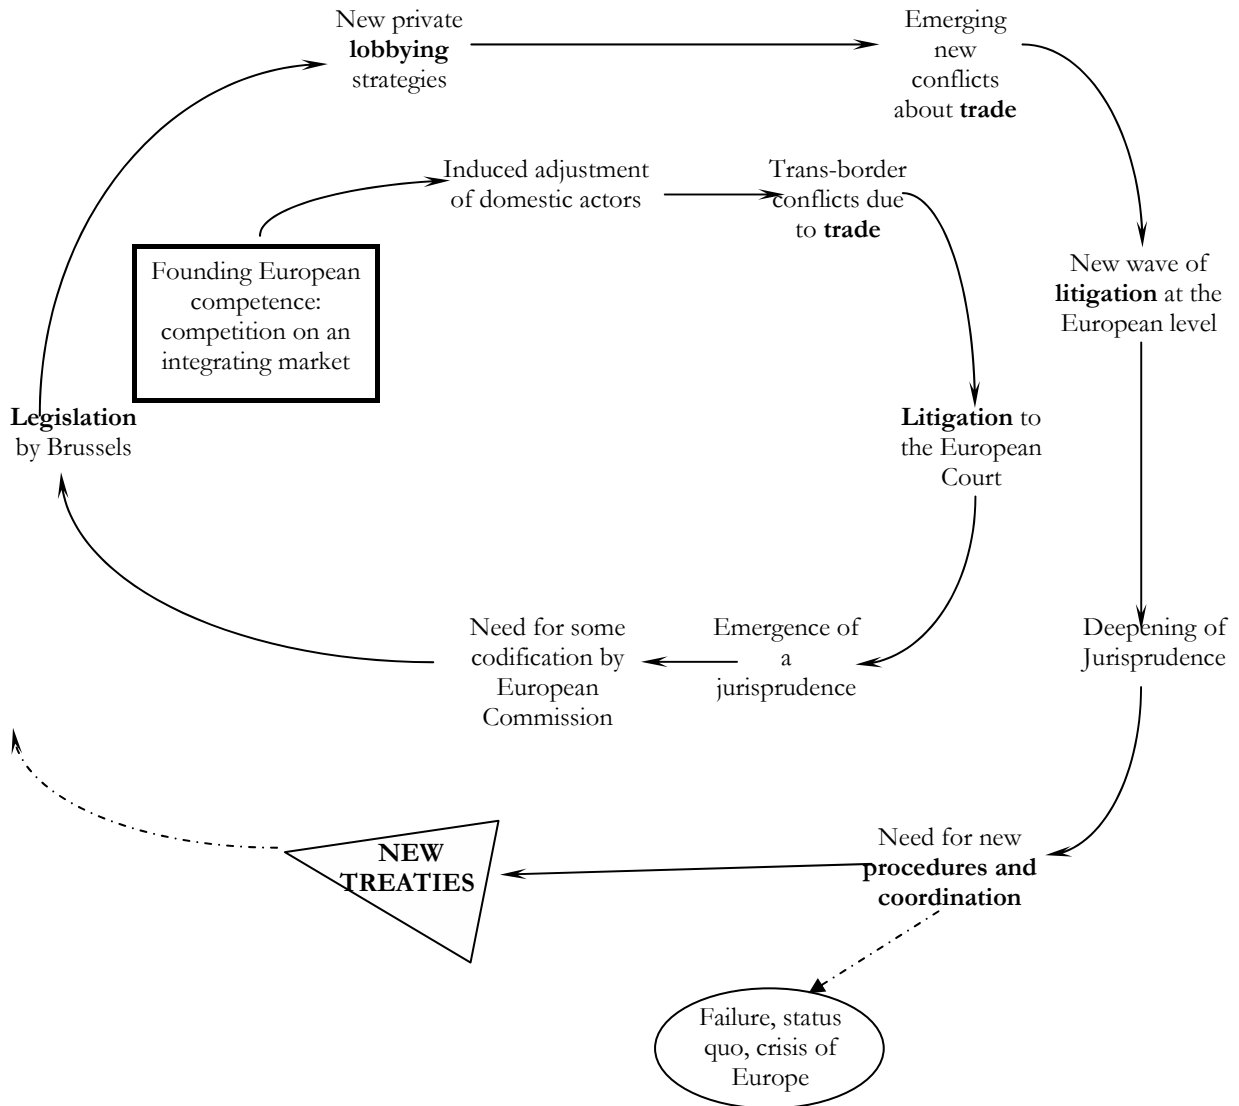 New private
lobbying
strategies
Emerging
new
conflicts
about trade
Induced adjustment
of domestic actors
Trans-border
conflicts due
to trade
Founding European
competence:
competition on an
integrating market
New wave of
litigation at the
European level
Legislation
by Brussels
Litigation to
the European
Court
Need for some
codification by
European
Commission
Emergence of
a
jurisprudence
Deepening of
Jurisprudence
NEW
TREATIES
Need for new
procedures and
coordination
Failure, status
quo, crisis of
Europe